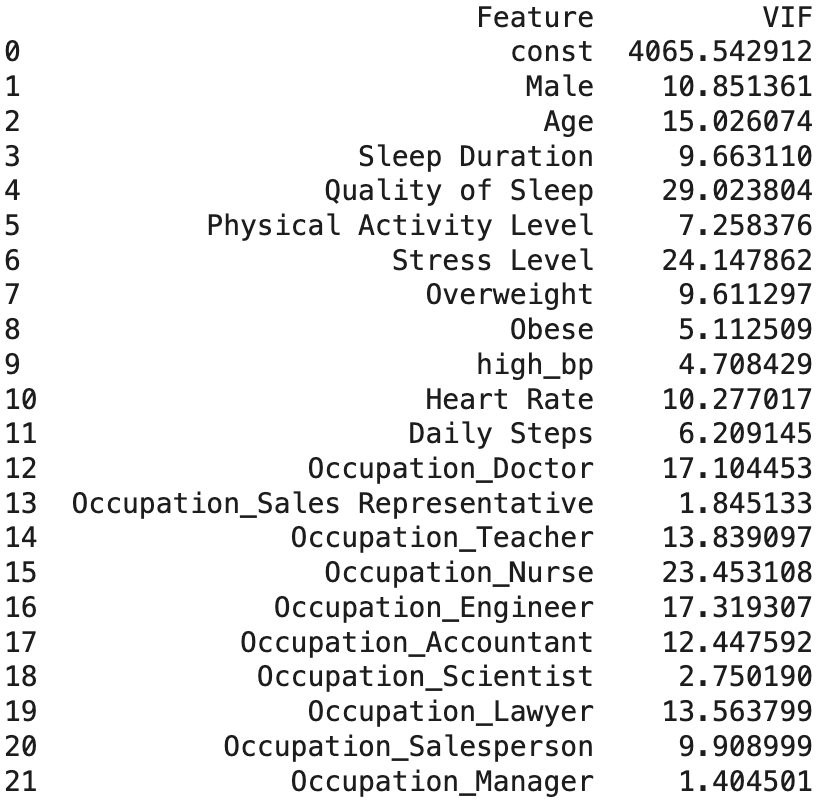 Feature VIF
0 const 4065.542912
1 Male 10.851361
2 Age 15.026074
3 Sleep Duration 9.663110
4 Quality of Sleep 29.023804
5 Physical Activity Level 7.258376
6 Stress Level 24.147862
7 Overweight 9.611297
8 Obese 5.112509
9 high_bp 4.708429
10 Heart Rate 10.277017
11 Daily Steps 6.209145
12 Occupation_Doctor 17.104453
13 Occupation_Sales Representative 1.845133
14 Occupation_Teacher 13.839097
15 Occupation_Nurse 23.453108
16 Occupation_Engineer 17.319307
17 Occupation_Accountant 12.447592
18 Occupation_Scientist 2.750190
19 Occupation_Lawyer 13.563799
20 Occupation_Salesperson 9.908999
21 Occupation_Manager 1.404501